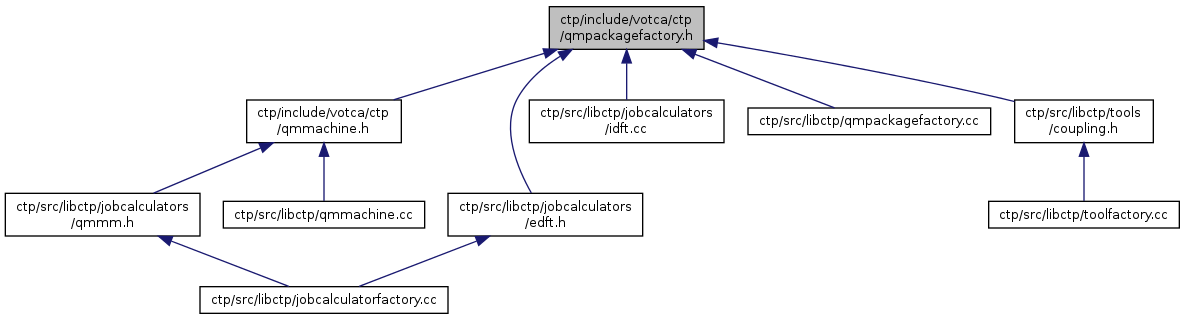 ctp/include/votca/ctp
/qmpackagefactory.h
ctp/include/votca/ctp
/qmmachine.h
ctp/src/libctp/jobcalculators
/idft.cc
ctp/src/libctp/qmpackagefactory.cc
ctp/src/libctp/tools
/coupling.h
ctp/src/libctp/jobcalculators
/qmmm.h
ctp/src/libctp/qmmachine.cc
ctp/src/libctp/jobcalculators
/edft.h
ctp/src/libctp/toolfactory.cc
ctp/src/libctp/jobcalculatorfactory.cc